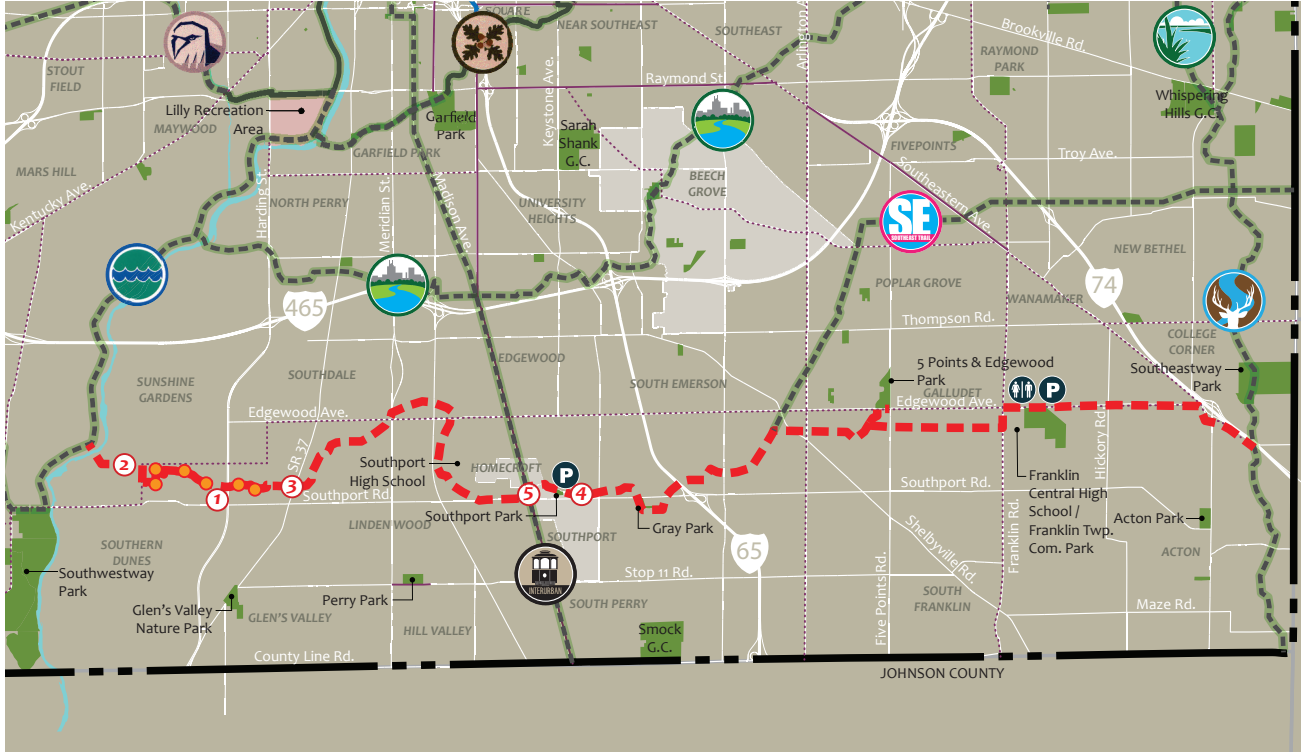 SQUARE
NEAR SOUTHEAST
SOUTHEAST
Arlington
Brookville Rd.
RAYMOND
PARK
STOUT
FIELD
Raymond St
Keystone Ave.
Whispering
Hills G.C.
Lilly Recreation
Area
MAYWOOD
Garfield
Park
Sarah
Shank
G.C.
GARFIELD PARK
FIVEPOINTS
Troy Ave.
MARS HILL
Kentucky Ave.
Harding St.
NORTH PERRY
Meridian St.
Madison Ave.
UNIVERSITY
HEIGHTS
BEECH
GROVE
Southeastern Ave.
SE
SOUTHEAST TRAIL
NEW BETHEL
POPLAR GROVE
WANAMAKER
74
465
Thompson Rd.
COLLEGE
CORNER
EDGEWOOD
5 Points & Edgewood
Park
Southeastway
Park
SUNSHINE
GARDENS
SOUTHDALE
SOUTH EMERSON
GALLUDET
P
Edgewood Ave.
Edgewood Ave.
Hickory Rd.
SR 37
Southport
High School
HOMECROFT
P
2
1
3
5
4
Southport Rd.
Southport Rd.
Franklin
Central High
School /
Franklin Twp.
Com. Park
LINDENWOOD
Southport Park
Gray Park
Acton Park
Shelbyville Rd.
Franklin Rd.
SOUTHERN
DUNES
SOUTHPORT
65
ACTON
Southwestway
Park
INTERURBAN
Stop 11 Rd.
Five Points Rd.
SOUTH
FRANKLIN
Perry Park
Glen's Valley
Nature Park
GLEN'S VALLEY
HILL VALLEY
SOUTH PERRY
Maze Rd.
Smock
G.C.
County Line Rd.
JOHNSON COUNTY